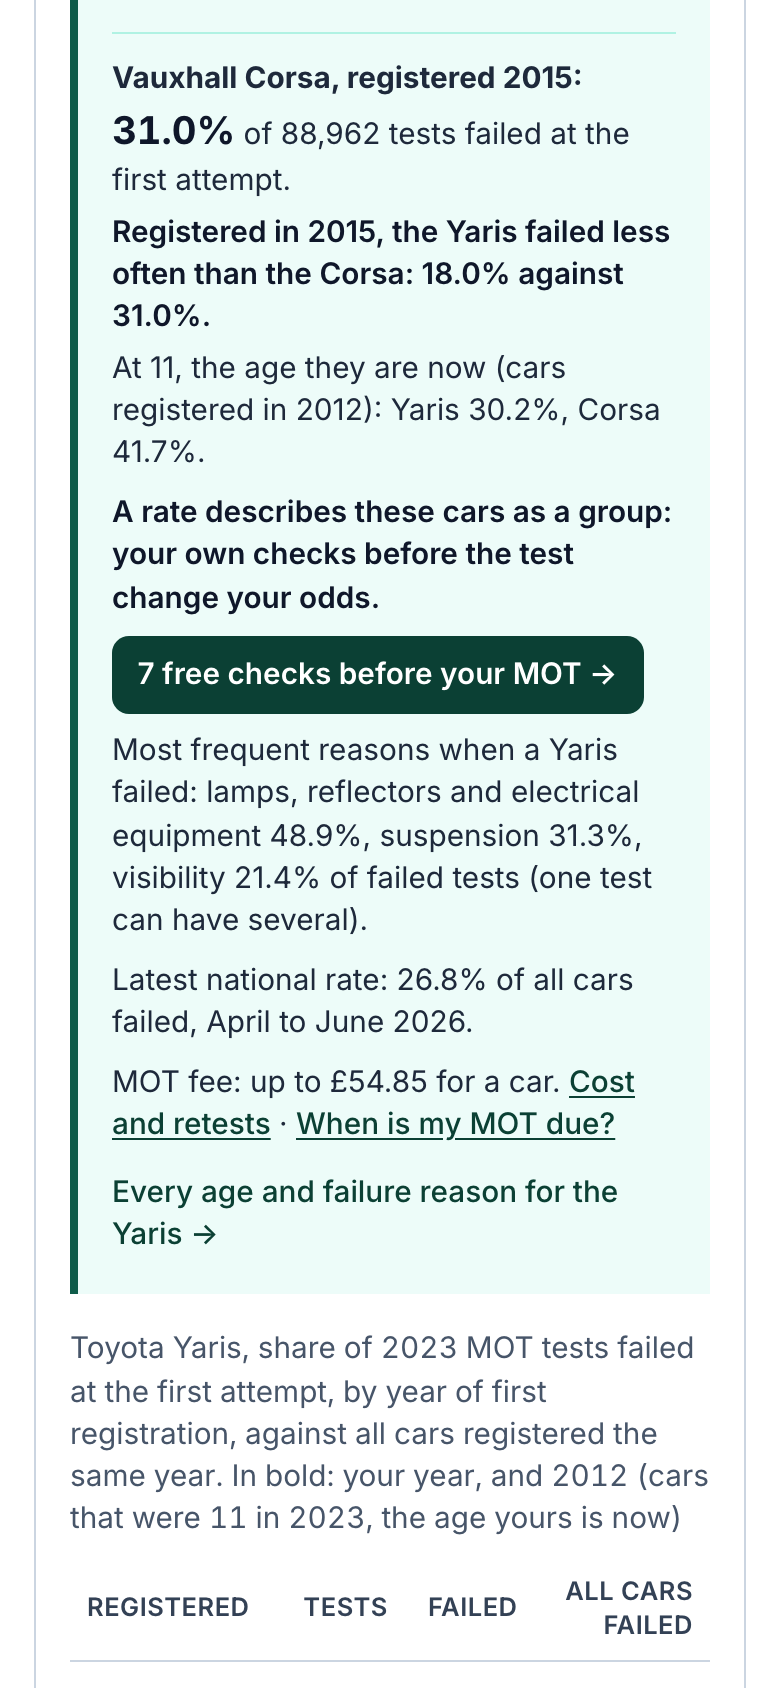 Vauxhall Corsa, registered 2015:
31.0% of 88,962 tests failed at the
first attempt.
Registered in 2015, the Yaris failed less
often than the Corsa: 18.0% against
31.0%.
At 11, the age they are now (cars
registered in 2012): Yaris 30.2%, Corsa
41.7%.
A rate describes these cars as a group:
your own checks before the test
change your odds.
7 free checks before your MOT →
Most frequent reasons when a Yaris
failed: lamps, reflectors and electrical
equipment 48.9%, suspension 31.3%,
visibility 21.4% of failed tests (one test
can have several).
Latest national rate: 26.8% of all cars
failed, April to June 2026.
MOT fee: up to £54.85 for a car. Cost
and retests · When is my MOT due?
Every age and failure reason for the
Yaris →
Toyota Yaris, share of 2023 MOT tests failed
at the first attempt, by year of first
registration, against all cars registered the
same year. In bold: your year, and 2012 (cars
that were 11 in 2023, the age yours is now)
REGISTERED TESTS FAILED ALL CARS
FAILED